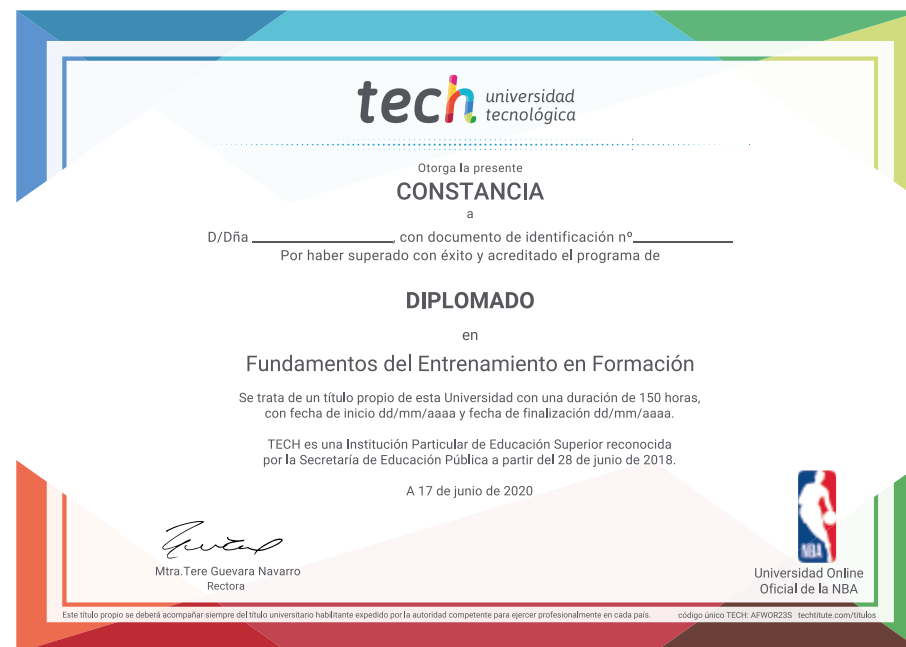 tech universidad
tecnológica
Otorga la presente
CONSTANCIA
a
D/Dña ____________________, con documento de identificación nº______________
Por haber superado con éxito y acreditado el programa de
DIPLOMADO
en
Fundamentos del Entrenamiento en Formación
Se trata de un título propio de esta Universidad con una duración de 150 horas,
con fecha de inicio dd/mm/aaaa y fecha de finalización dd/mm/aaaa.
TECH es una Institución Particular de Educación Superior reconocida
por la Secretaría de Educación Pública a partir del 28 de junio de 2018.
A 17 de junio de 2020
Mtra.Tere Guevara Navarro
Rectora
NBA
Universidad Online
Oficial de la NBA
Este título propio se deberá acompañar siempre del título universitario habilitante expedido por la autoridad competente para ejercer profesionalmente en cada país. código único TECH: AFWOR23S techtitute.com/titulos